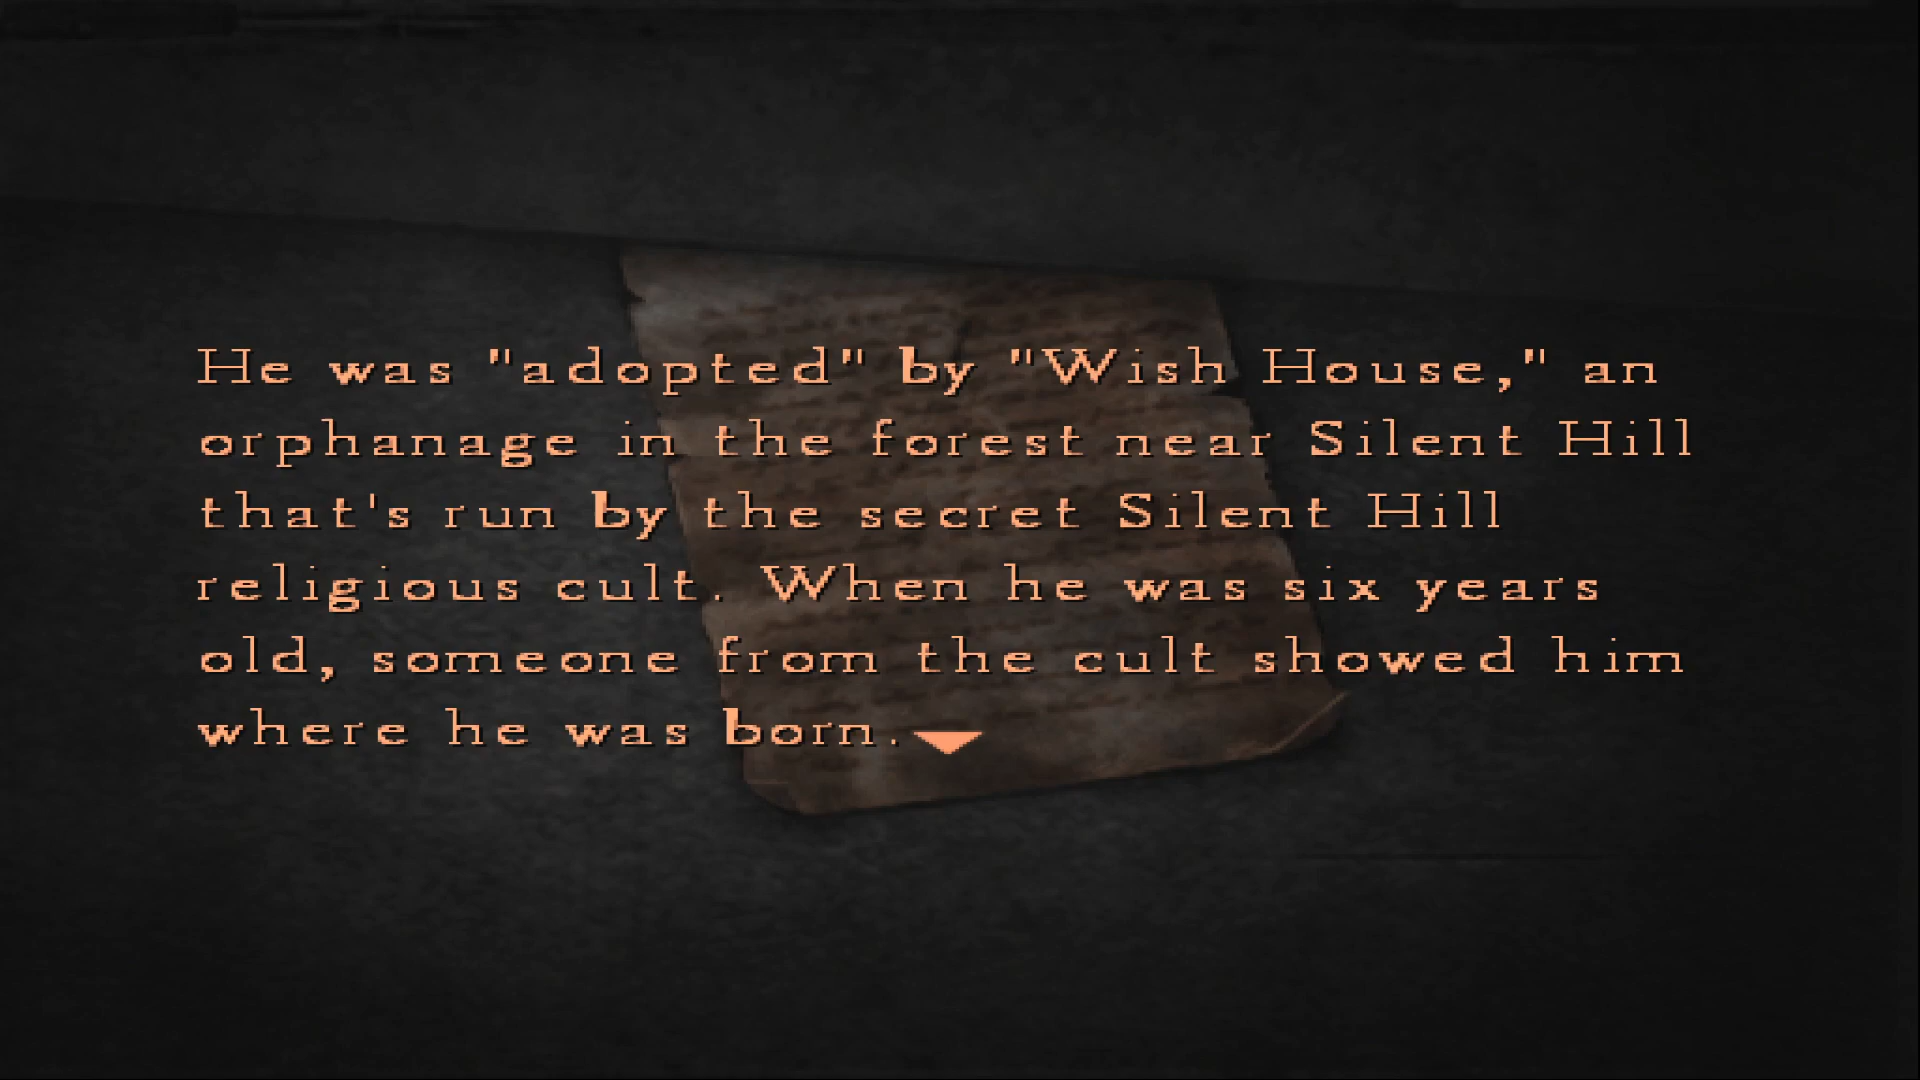 He was "adopted" by "Wish House," an
orphanage in the forest near Silent Hill
that's run by the secret Silent Hill
religious cult. When he was six years
old, someone from the cult showed him
where he was born.